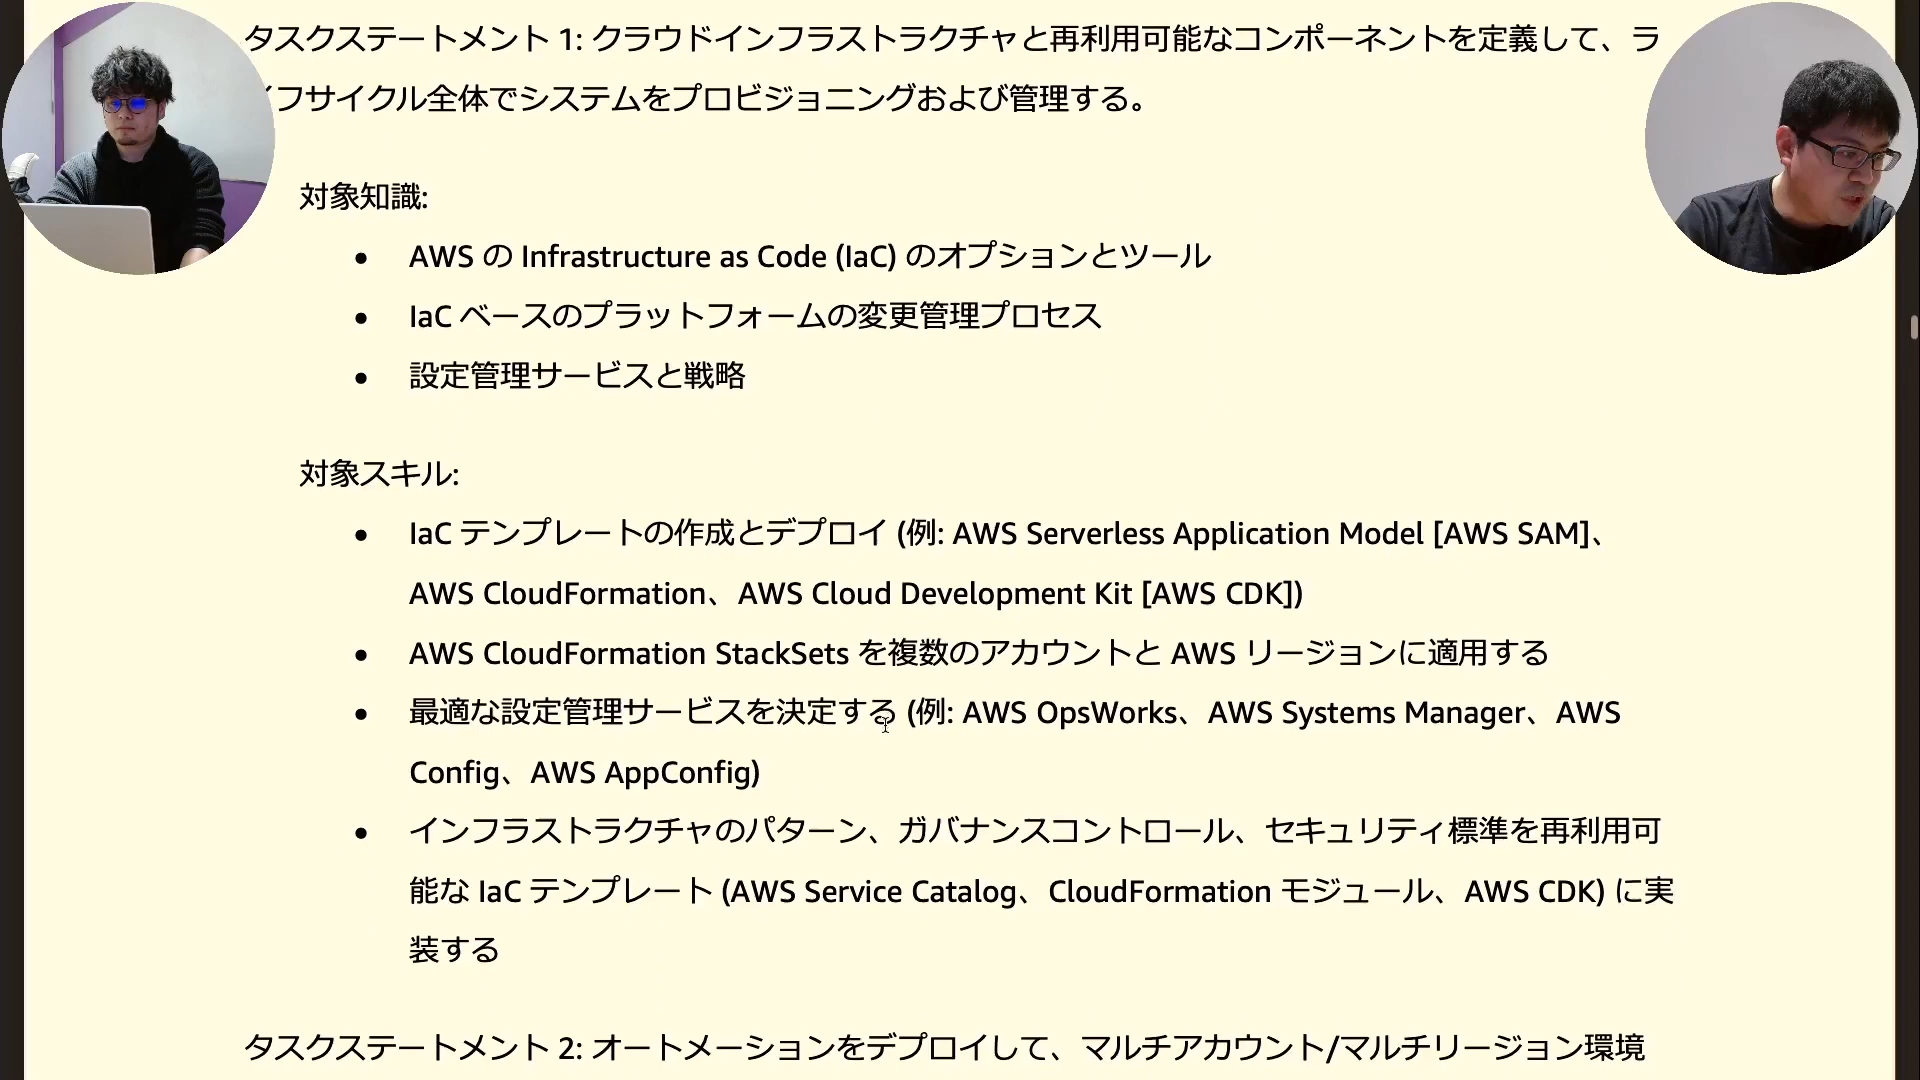 タスクステートメント 1: クラウドインフラストラクチャと再利用可能なコンポーネントを定義して、ラ
イフサイクル全体でシステムをプロビジョニングおよび管理する。
対象知識:
• AWS の Infrastructure as Code (IaC) のオプションとツール
• IaC ベースのプラットフォームの変更管理プロセス
• 設定管理サービスと戦略
対象スキル:
• IaC テンプレートの作成とデプロイ (例: AWS Serverless Application Model [AWS SAM]、
AWS CloudFormation、AWS Cloud Development Kit [AWS CDK])
• AWS CloudFormation StackSets を複数のアカウントと AWS リージョンに適用する
• 最適な設定管理サービスを決定する (例: AWS OpsWorks、AWS Systems Manager、AWS
Config、AWS AppConfig)
• インフラストラクチャのパターン、ガバナンスコントロール、セキュリティ標準を再利用可
能な IaC テンプレート (AWS Service Catalog、CloudFormation モジュール、AWS CDK) に実
装する
タスクステートメント 2: オートメーションをデプロイして、マルチアカウント/マルチリージョン環境